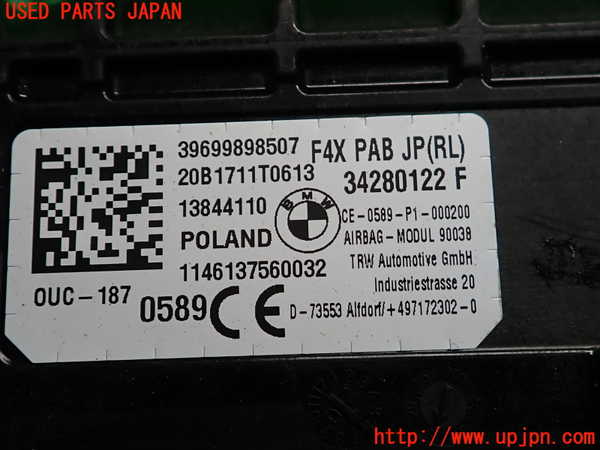 USED PARTS JAPAN
39699898507 F4X PAB JP(RL)
20B1711T0613 34280122 F
13844110 BMW CE-0589-P1-000200
POLAND AIRBAG-MODUL 90038
1146137560032 TRW Automotive GmbH
Industriestrasse 20
OUC-187 0589 CE D-73553 Alfdorf/+497172302-0
http://www.upjpn.com/